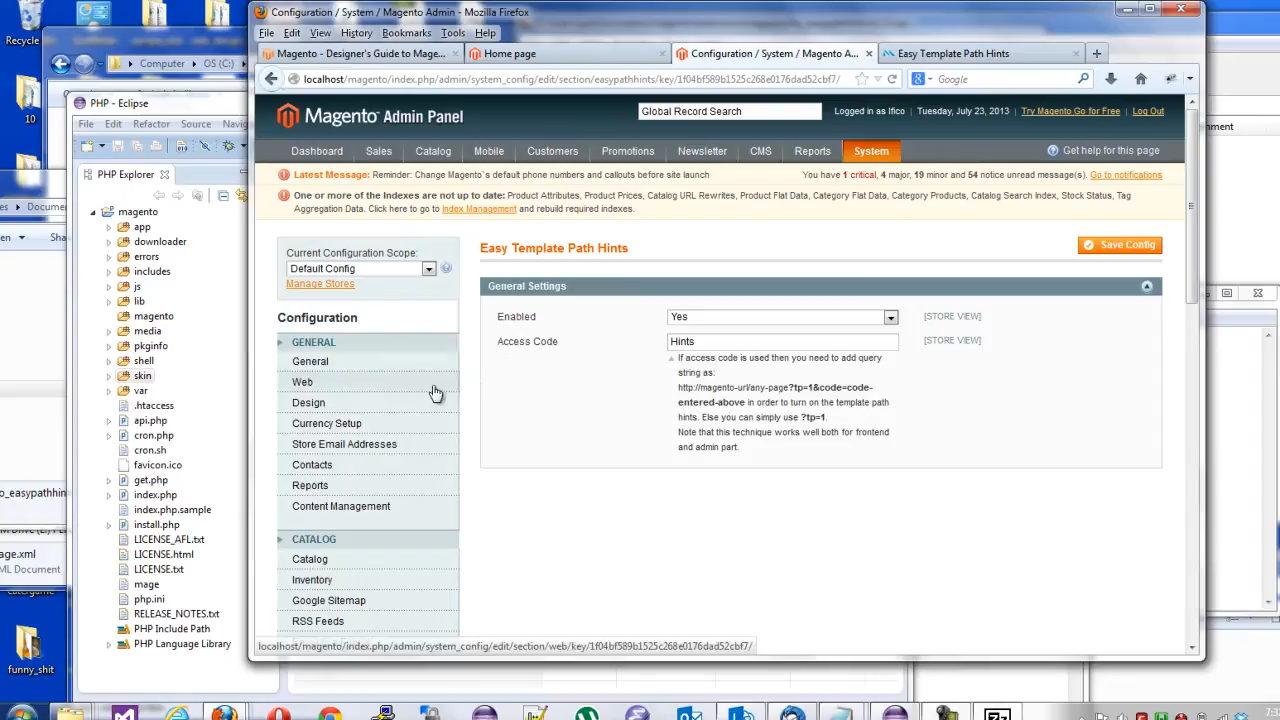 Configuration / System / Magento Admin - Mozilla Firefox
File Edit View History Bookmarks Tools Help
Magento - Designer's Guide to Mage...
Home page
Configuration / System / Magento A...
Easy Template Path Hints
localhost/magento/index.php/admin/system_config/edit/section/easypathhints/key/1f04bf589b1525c268e0176dad52cbf7/
Google
Magento Admin Panel
Global Record Search
Logged in as lfico
Tuesday, July 23, 2013
Try Magento Go for Free
Log Out
Dashboard Sales Catalog Mobile Customers Promotions Newsletter CMS Reports System
Get help for this page
Latest Message: Reminder: Change Magento`s default phone numbers and callouts before site launch
You have 1 critical, 4 major, 19 minor and 54 notice unread message(s). Go to notifications
One or more of the Indexes are not up to date: Product Attributes, Product Prices, Catalog URL Rewrites, Product Flat Data, Category Flat Data, Category Products, Catalog Search Index, Stock Status, Tag
Aggregation Data. Click here to go to Index Management and rebuild required indexes.
Current Configuration Scope:
Default Config
Manage Stores
Configuration
GENERAL
General
Web
Design
Currency Setup
Store Email Addresses
Contacts
Reports
Content Management
CATALOG
Catalog
Inventory
Google Sitemap
RSS Feeds
Easy Template Path Hints
Save Config
General Settings
Enabled
Yes
[STORE VIEW]
Access Code
Hints
[STORE VIEW]
If access code is used then you need to add query
string as:
http://magento-url/any-page?tp=1&code=code-
entered-above in order to turn on the template path
hints. Else you can simply use ?tp=1.
Note that this technique works well both for frontend
and admin part.
localhost/magento/index.php/admin/system_config/edit/section/web/key/1f04bf589b1525c268e0176dad52cbf7/
Recycle
Computer
OS (C:)
10
PHP - Eclipse
File Edit Refactor Source Naviga
PHP Explorer
magento
app
downloader
errors
includes
js
lib
magento
media
pkginfo
shell
skin
var
.htaccess
api.php
cron.php
cron.sh
favicon.ico
get.php
index.php
index.php.sample
install.php
LICENSE_AFL.txt
LICENSE.html
LICENSE.txt
mage
php.ini
RELEASE_NOTES.txt
PHP Include Path
PHP Language Library
Docume
o_easypathhin
age.xml
ML Document
funny_shit